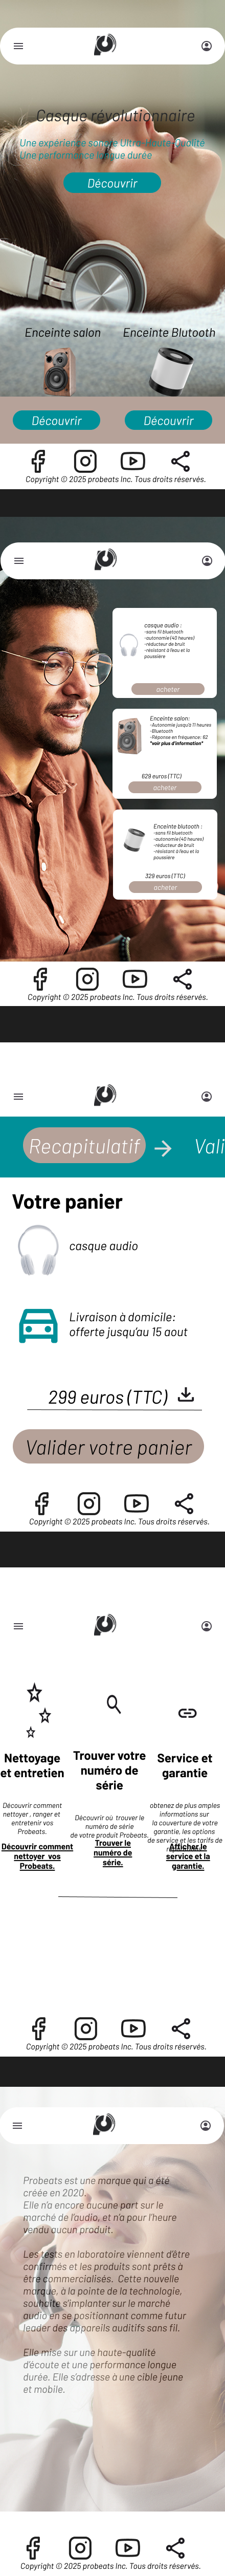 Casque révolutionnaire
Une expérience sonore Ultra Haute-Qualité
Une performance longue durée
Découvrir
Enceinte salon
Enceinte Blutooth
Découvrir
Découvrir
Copyright © 2025 probeats Inc. Tous droits réservés.
casque audio :
-sans fil bluetooth
-autonomie (40 heures)
-réducteur de bruit
-résistant à l'eau et la
poussière
acheter
Enceinte salon:
-Autonomie jusqu'à 11 heures
-Bluetooth
-Réponse en fréquence: 62
"voir plus d'information"
629 euros (TTC)
acheter
Enceinte blutooth :
-sans fil bluetooth
-autonomie (40 heures)
-réducteur de bruit
-résistant à l'eau et la
poussière
329 euros (TTC)
acheter
Copyright © 2025 probeats Inc. Tous droits réservés.
Recapitulatif → Vali
Votre panier
casque audio
Livraison à domicile:
offerte jusqu'au 15 aout
299 euros (TTC)
Valider votre panier
Copyright © 2025 probeats Inc. Tous droits réservés.
Nettoyage
et entretien
Découvrir comment
nettoyer , ranger et
entretenir vos
Probeats.
Découvrir comment
nettoyer vos
Probeats.
Trouver votre
numéro de
série
Découvrir où trouver le
numéro de série
de votre produit Probeats.
Trouver le
numéro de
série.
Service et
garantie
obtenez de plus amples
informations sur
la couverture de votre
garantie, les options
de service et les tarifs de
Afficher le
service et la
garantie.
Copyright © 2025 probeats Inc. Tous droits réservés.
Probeats est une marque qui a été
créée en 2020.
Elle n'a encore aucune part sur le
marché de l'audio, et n'a pour l'heure
vendu aucun produit.
Les tests en laboratoire viennent d'être
confirmés et les produits sont prêts à
être commercialisés. Cette nouvelle
marque, à la pointe de la technologie,
souhaite s'implanter sur le marché
audio en se positionnant comme futur
leader des appareils auditifs sans fil.
Elle mise sur une haute-qualité
d'écoute et une performance longue
durée. Elle s'adresse à une cible jeune
et mobile.
Copyright © 2025 probeats Inc. Tous droits réservés.